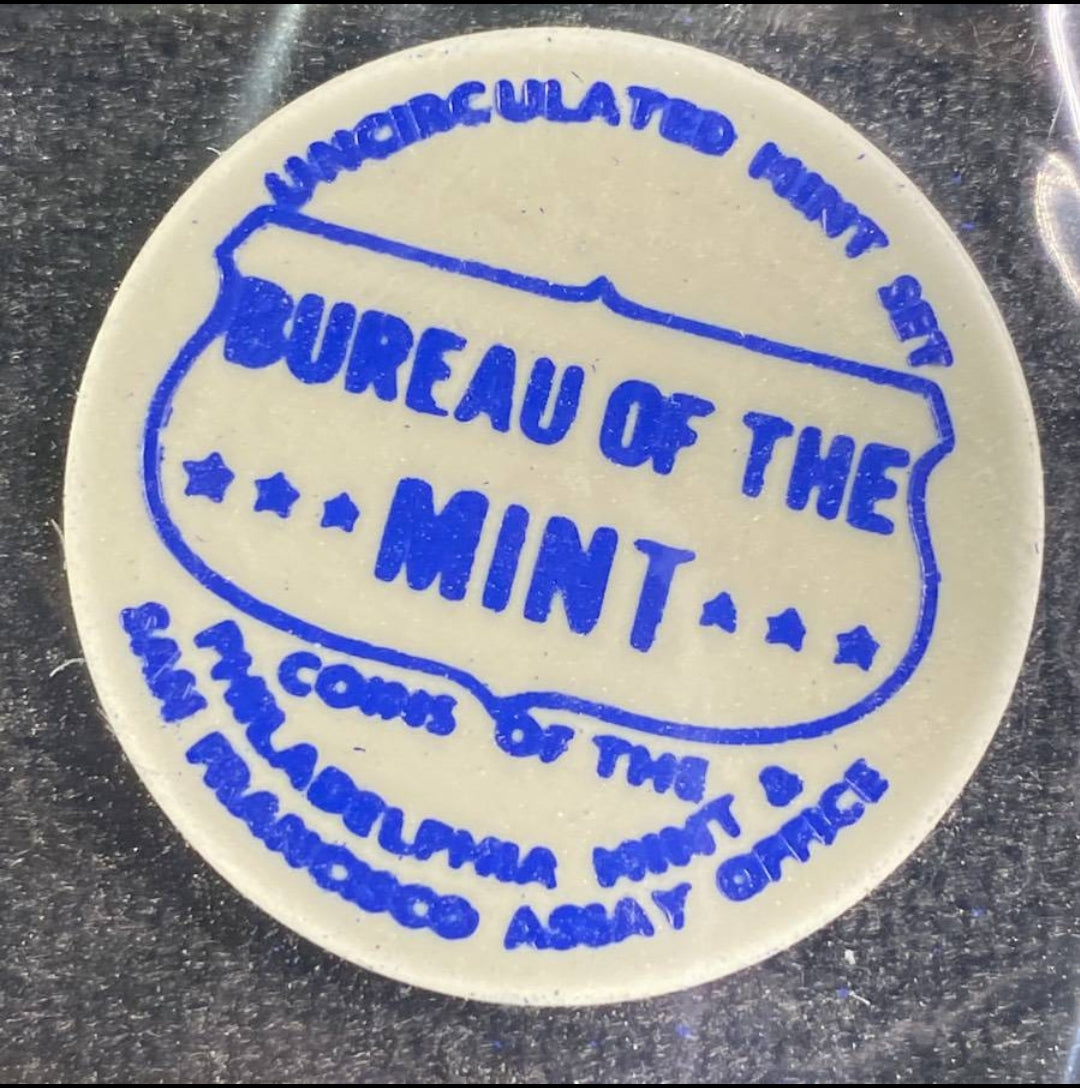 UNCIRCULATED MINT SET
BUREAU OF THE
MINT
COINS OF THE
PHILADELPHIA MINT &
SAN FRANCISCO ASSAY OFFICE